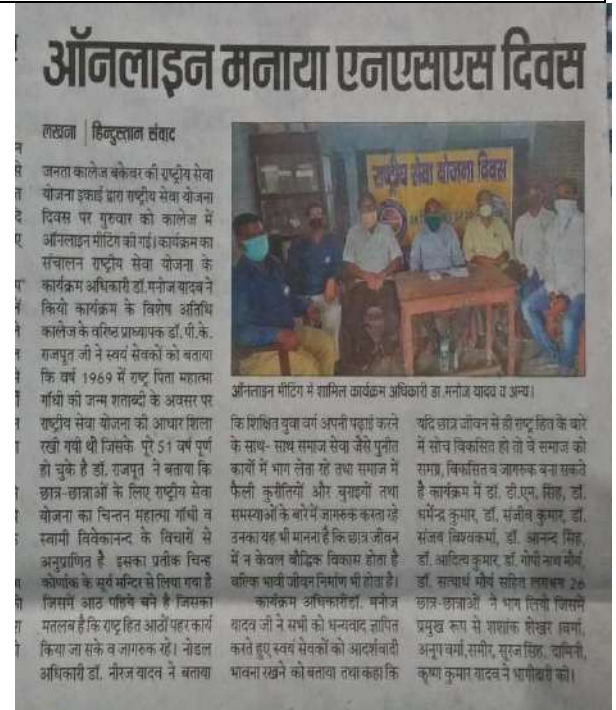 ऑनलाइन मनाया एनएसएस दिवस
लखना | हिन्दुस्तान संवाद
जनता कालेज बकेवर की राष्ट्रीय सेवा
योजना इकाई द्वारा राष्ट्रीय सेवा योजना
दिवस पर गुरुवार को कालेज में
ऑनलाइन मीटिंग की गई। कार्यक्रम का
संचालन राष्ट्रीय सेवा योजना के
कार्यक्रम अधिकारी डॉ. मनोज यादव ने
कियो कार्यक्रम के विशेष अतिथि
कालेज के वरिष्ठ प्राध्यापक डॉ. पी.के.
राजपूत जी ने स्वयं सेवकों को बताया
कि वर्ष 1969 में राष्ट्र पिता महात्मा
गाँधी की जन्म शताब्दी के अवसर पर
राष्ट्रीय सेवा योजना की आधार शिला
रखी गयी थी जिसके पूरे 51 वर्ष पूर्ण
हो चुके है डॉ. राजपूत ने बताया कि
छात्र-छात्राओं के लिए राष्ट्रीय सेवा
योजना का चिन्तन महात्मा गाँधी व
स्वामी विवेकानन्द के विचारों से
अनुप्राणित है इसका प्रतीक चिन्ह
कोर्णाक के सूर्य मन्दिर से लिया गया है
जिसमें आठ पहिये बने है जिसका
मतलब है कि राष्ट्र हित आठों पहर कार्य
किया जा सके व जागरुक रहे। नोडल
अधिकारी डॉ. नीरज यादव ने बताया
राष्ट्रीय सेवा योजना दिवस
ऑनलाइन मीटिंग में शामिल कार्यक्रम अधिकारी डा. मनोज यादव व अन्य।
कि शिक्षित युवा वर्ग अपनी पढ़ाई करने
के साथ- साथ समाज सेवा जैसे पुनीत
कार्यो में भाग लेता रहे तथा समाज में
फैली कुरीतियों और बुराइयों तथा
समस्याओं के बारे में जागरुक करता रहे
उनका यह भी मानना है कि छात्र जीवन
में न केवल बौद्धिक विकास होता है
बल्कि भावी जीवन निर्माण भी होता है।
कार्यक्रम अधिकारीडॉ. मनोज
यादव जी ने सभी को धन्यवाद ज्ञापित
करते हुए स्वयं सेवकों को आदर्शवादी
भावना रखने को बताया तथा कहा कि
यदि छात्र जीवन से ही राष्ट्र हित के बारे
में सोच विकसित हो तो वे समाज को
समग्र, विकसित व जागरुक बना सकते
है कार्यक्रम में डॉ. डी.एन. सिंह, डॉ.
धर्मेन्द्र कुमार, डॉ. संजीव कुमार, डॉ.
संजय विश्वकर्मा, डॉ. आनन्द सिंह,
डॉ. आदित्य कुमार, डॉ. गोपीनाथ मौर्य,
डॉ. सत्यार्थ मौर्य सहित लगभग 26
छात्र-छात्राओं ने भाग लिया जिसमें
प्रमुख रूप से शशांक शेखर वर्मा,
अनुप वर्मा, समीर, सूरज सिंह, दामिनी,
कृष्ण कुमार यादव ने भागीदारी की।